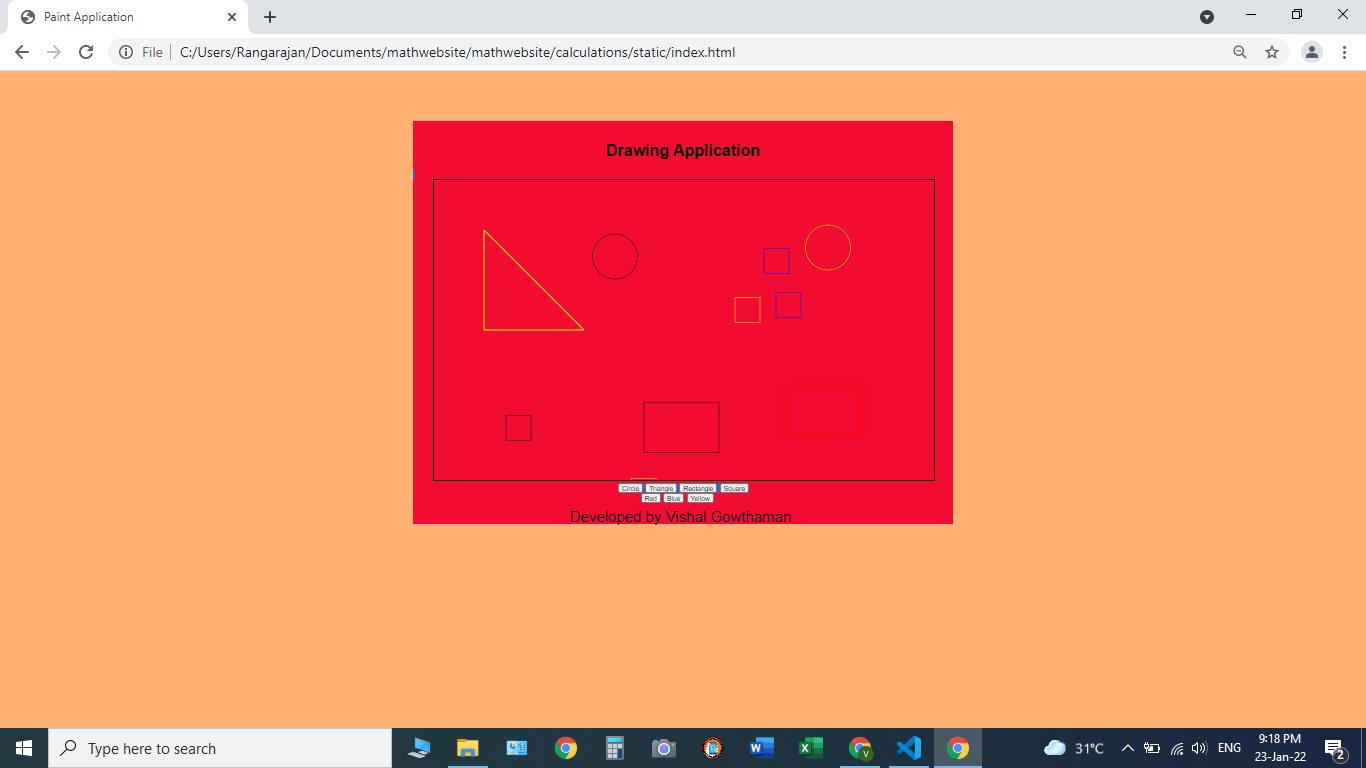 Paint Application
File
C:/Users/Rangarajan/Documents/mathwebsite/mathwebsite/calculations/static/index.html
Drawing Application
Circle Triangle Rectangle Square
Red Blue Yellow
Developed by Vishal Gowthaman
Type here to search
31°C
ENG
9:18 PM
23-Jan-22
2